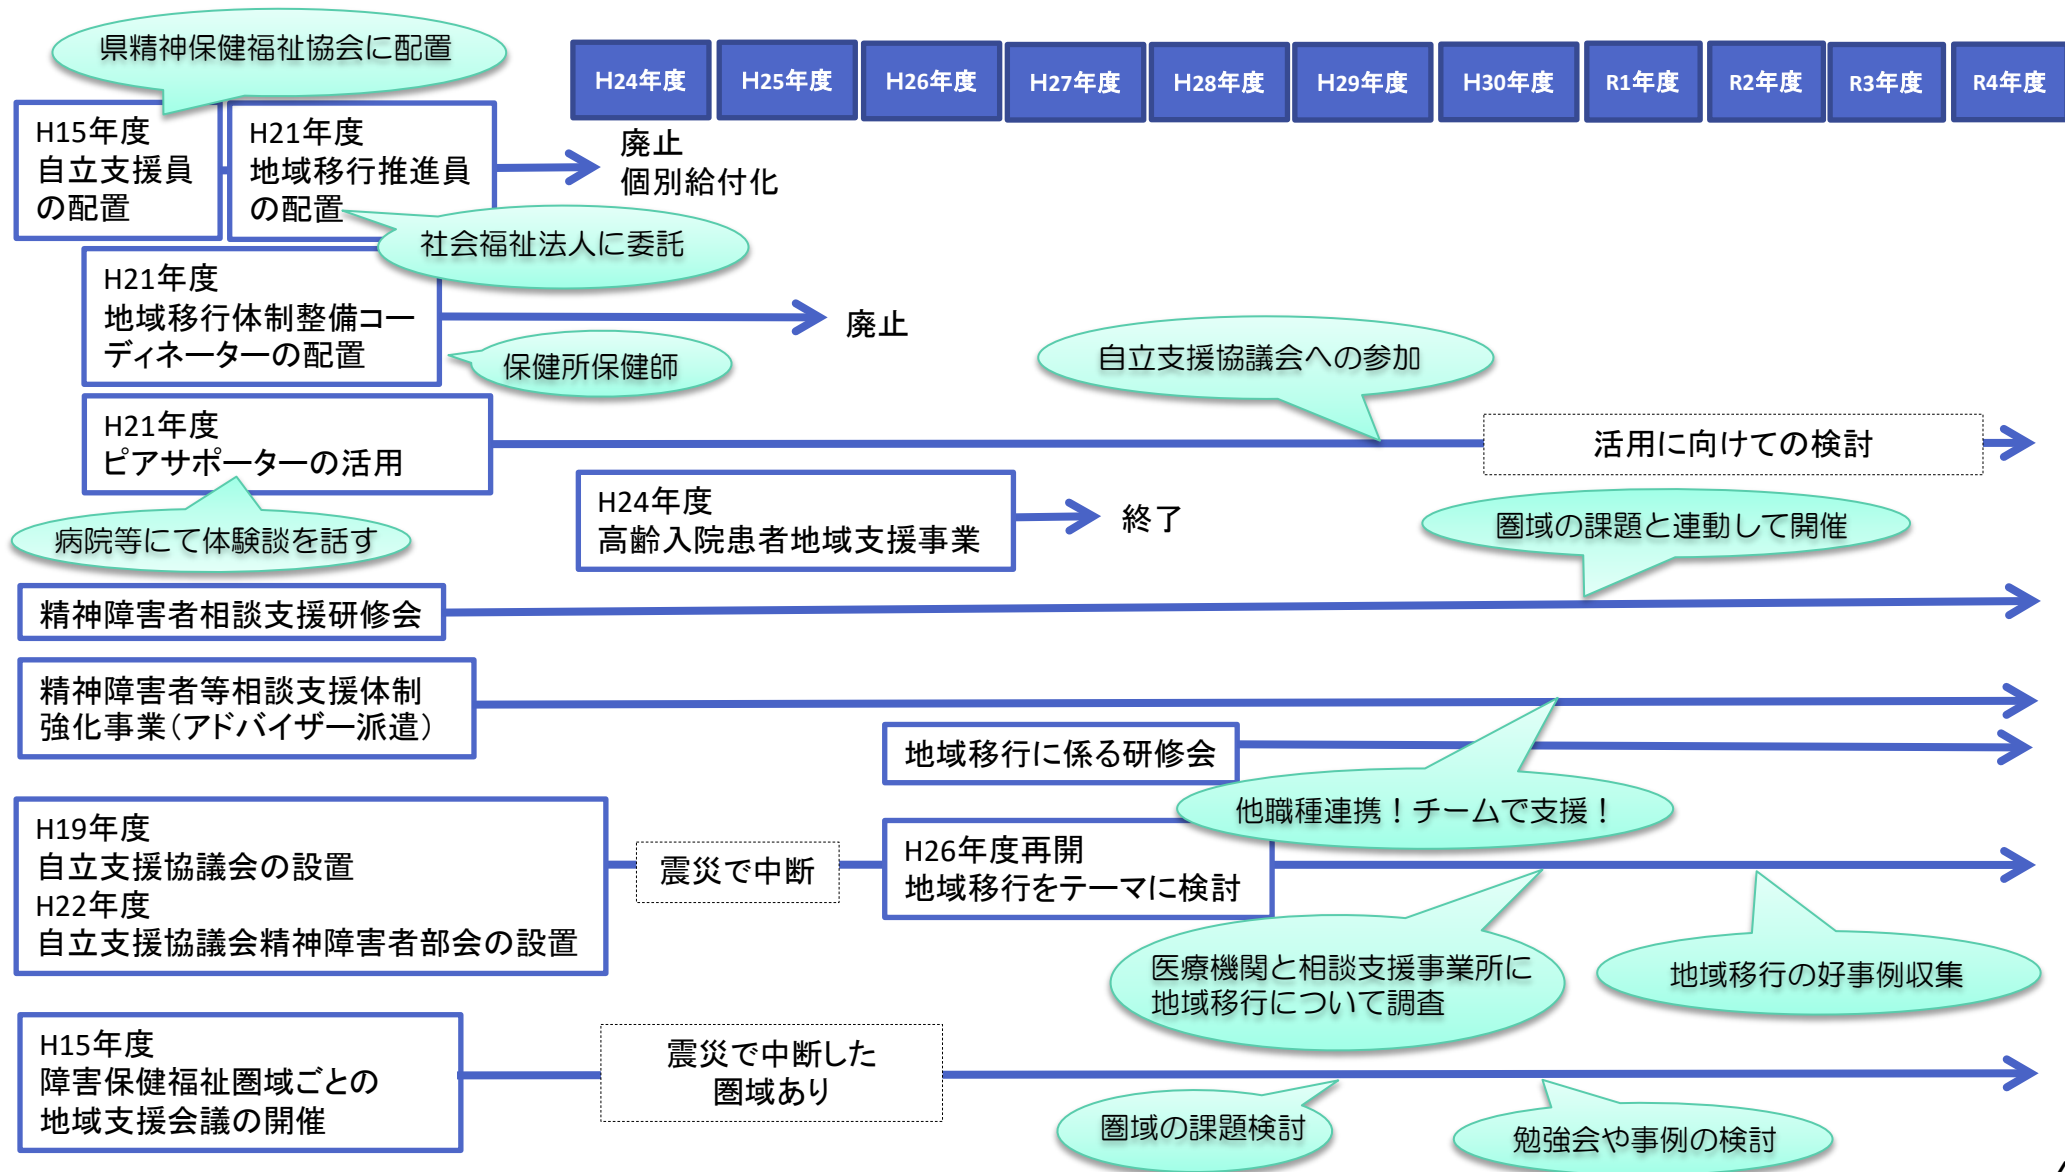 県精神保健福祉協会に配置
H24年度
H25年度
H26年度
H27年度
H28年度
H29年度
H30年度
R1年度
R2年度
R3年度
R4年度
H15年度
自立支援員
の配置
H21年度
地域移行推進員
の配置
廃止
個別給付化
社会福祉法人に委託
H21年度
地域移行体制整備コー
ディネーターの配置
廃止
保健所保健師
自立支援協議会への参加
H21年度
ピアサポーターの活用
活用に向けての検討
病院等にて体験談を話す
H24年度
高齢入院患者地域支援事業
終了
圏域の課題と連動して開催
精神障害者相談支援研修会
精神障害者等相談支援体制
強化事業（アドバイザー派遣）
地域移行に係る研修会
他職種連携！チームで支援！
H19年度
自立支援協議会の設置
H22年度
自立支援協議会精神障害者部会の設置
震災で中断
H26年度再開
地域移行をテーマに検討
医療機関と相談支援事業所に
地域移行について調査
地域移行の好事例収集
H15年度
障害保健福祉圏域ごとの
地域支援会議の開催
震災で中断した
圏域あり
圏域の課題検討
勉強会や事例の検討